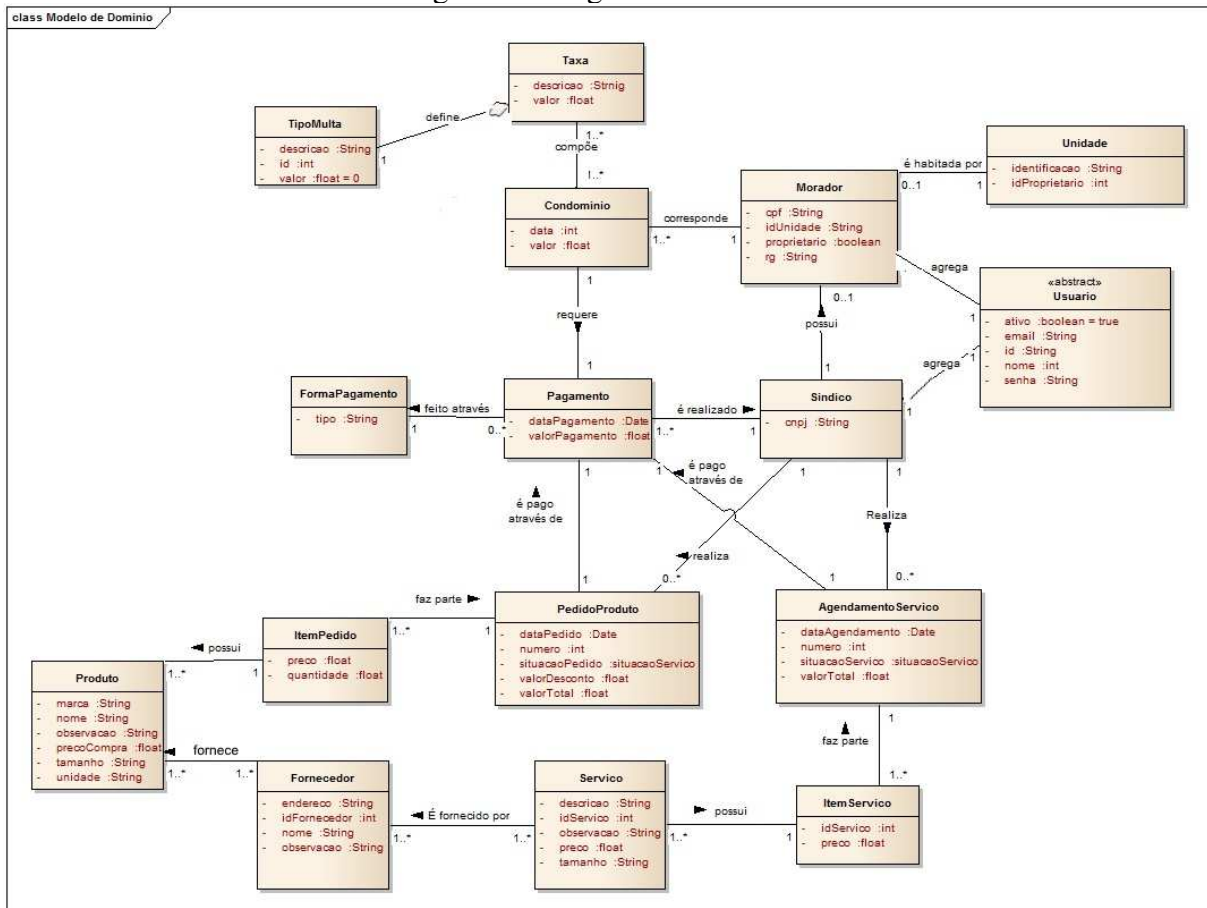 class Modelo de Dominio
Taxa
- descricao :Strnig
- valor :float
TipoMulta
- descricao :String
- id :int
- valor :float = 0
define
1
1..*
compõe
1..*
Unidade
- identificacao :String
- idProprietario :int
é habitada por
0..1
1
Morador
- cpf :String
- idUnidade :String
- proprietario :boolean
- rg :String
Condominio
- data :int
- valor :float
corresponde
1..*
1
agrega
1
«abstract»
Usuario
- ativo :boolean = true
- email :String
- id :String
- nome :int
- senha :String
1
requere
1
0..1
possui
1
agrega
1
1
FormaPagamento
- tipo :String
feito através
1
0..*
Pagamento
- dataPagamento :Date
- valorPagamento :float
é realizado
1..*
1
Sindico
- cnpj :String
1
é pago
através de
1
1
é pago
através de
1
1
realiza
0..*
1
Realiza
0..*
PedidoProduto
- dataPedido :Date
- numero :int
- situacaoPedido :situacaoServico
- valorDesconto :float
- valorTotal :float
AgendamentoServico
- dataAgendamento :Date
- numero :int
- situacaoServico :situacaoServico
- valorTotal :float
faz parte
1..*
1
ItemPedido
- preco :float
- quantidade :float
possui
1..*
1
Produto
- marca :String
- nome :String
- observacao :String
- precoCompra :float
- tamanho :String
- unidade :String
fornece
1..*
1..*
Fornecedor
- endereco :String
- idFornecedor :int
- nome :String
- observacao :String
É fornecido por
1..*
1..*
Servico
- descricao :String
- idServico :int
- observacao :String
- preco :float
- tamanho :String
possui
1..*
1
1
faz parte
1..*
ItemServico
- idServico :int
- preco :float